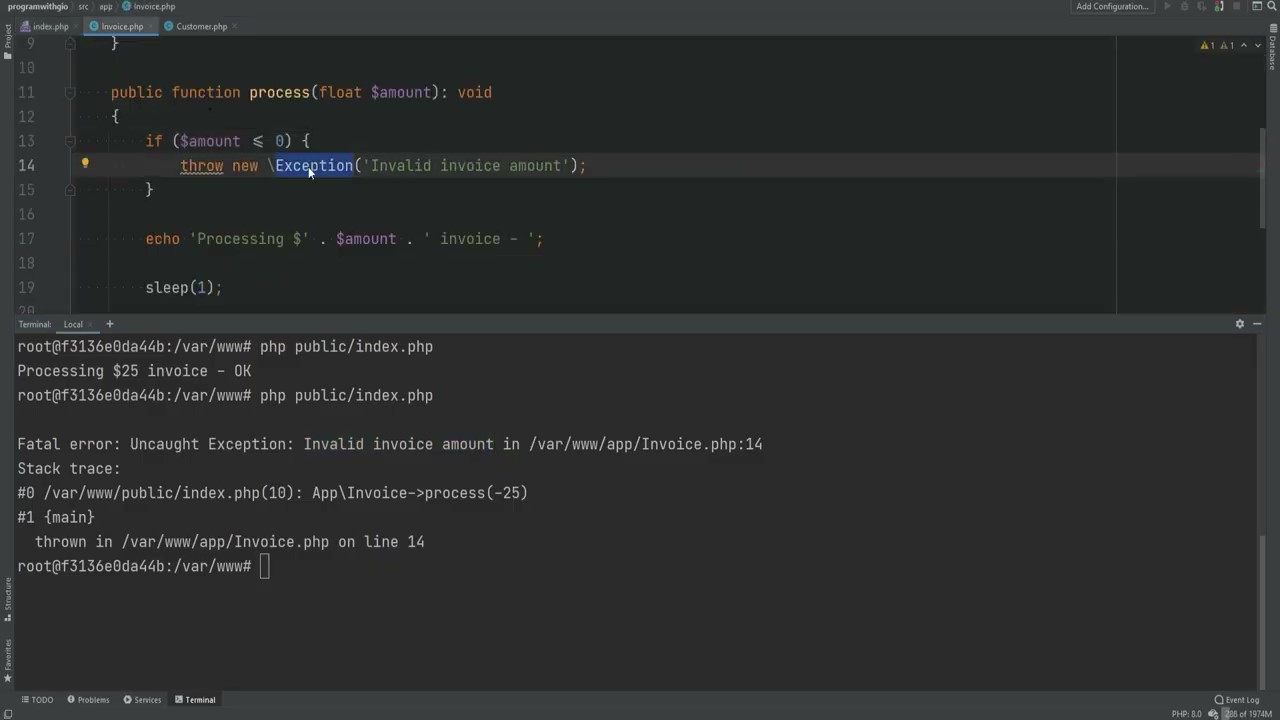 programwithgio src app Invoice.php
Add Configuration...
index.php Invoice.php Customer.php
Project
Database
9 }
1 1
10
11 public function process(float $amount): void
12 {
13 if ($amount ≤ 0) {
14 throw new \Exception('Invalid invoice amount');
15 }
16
17 echo 'Processing $' . $amount . ' invoice - ';
18
19 sleep(1);
20
Terminal: Local +
root@f3136e0da44b:/var/www# php public/index.php
Processing $25 invoice - OK
root@f3136e0da44b:/var/www# php public/index.php
Fatal error: Uncaught Exception: Invalid invoice amount in /var/www/app/Invoice.php:14
Stack trace:
#0 /var/www/public/index.php(10): App\Invoice->process(-25)
#1 {main}
thrown in /var/www/app/Invoice.php on line 14
root@f3136e0da44b:/var/www#
Structure
Favorites
TODO Problems Services Terminal
Event Log
PHP: 8.0 288 of 1974M